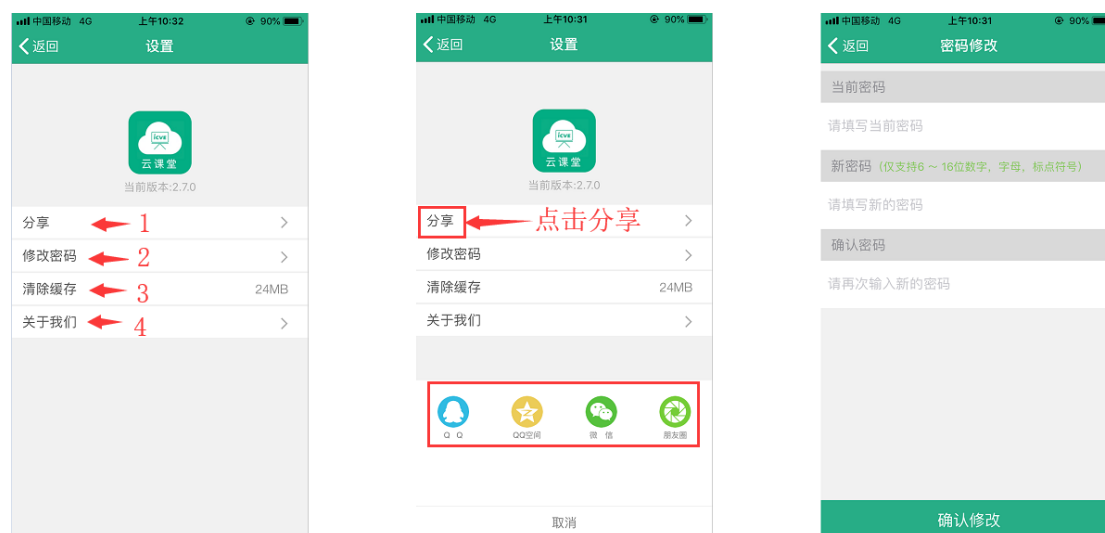 中国移动 4G 上午10:32 90%
返回 设置
icve
云课堂
当前版本:2.7.0
分享 1
修改密码 2
清除缓存 3 24MB
关于我们 4
中国移动 4G 上午10:31 90%
返回 设置
icve
云课堂
当前版本:2.7.0
分享 点击分享
修改密码
清除缓存 24MB
关于我们
Q Q QQ空间 微 信 朋友圈
取消
中国移动 4G 上午10:31 90%
返回 密码修改
当前密码
请填写当前密码
新密码（仅支持6 ~ 16位数字，字母，标点符号）
请填写新的密码
确认密码
请再次输入新的密码
确认修改